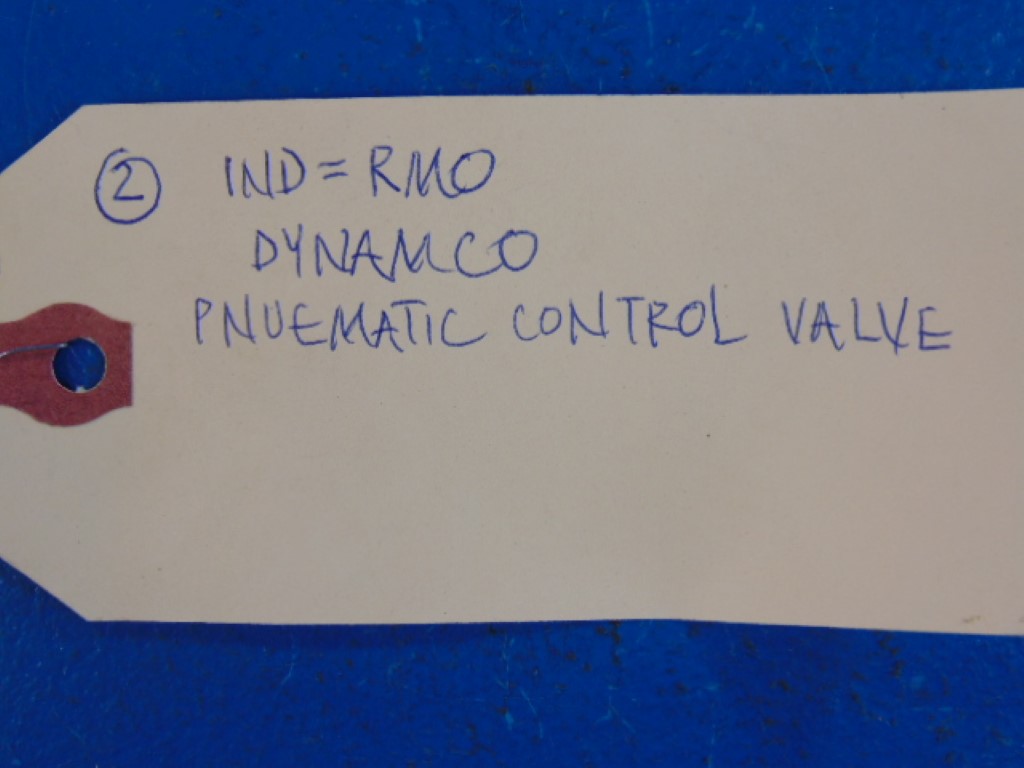 ② IND = RMO
DYNAMCO
PNUEMATIC CONTROL VALVE